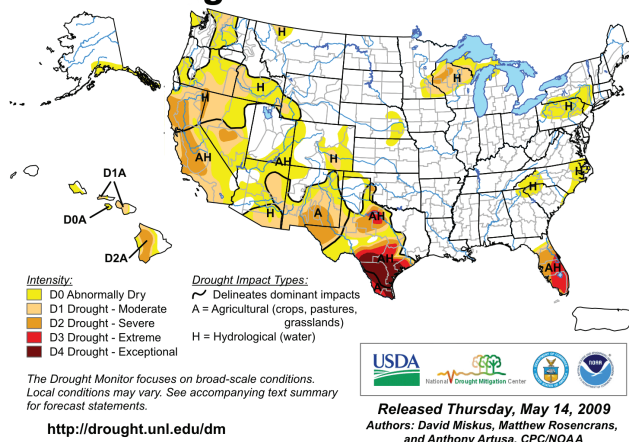 H
H
H
H
H
H
AH
AH
H
H
H
H
A
AH
AH
AH
D1A
D0A
D2A
Intensity:
D0 Abnormally Dry
D1 Drought - Moderate
D2 Drought - Severe
D3 Drought - Extreme
D4 Drought - Exceptional
Drought Impact Types:
Delineates dominant impacts
A = Agricultural (crops, pastures,
grasslands)
H = Hydrological (water)
The Drought Monitor focuses on broad-scale conditions.
Local conditions may vary. See accompanying text summary
for forecast statements.
http://drought.unl.edu/dm
USDA
National Drought Mitigation Center
NOAA
Released Thursday, May 14, 2009
Authors: David Miskus, Matthew Rosencrans,
and Anthony Artusa, CPC/NOAA